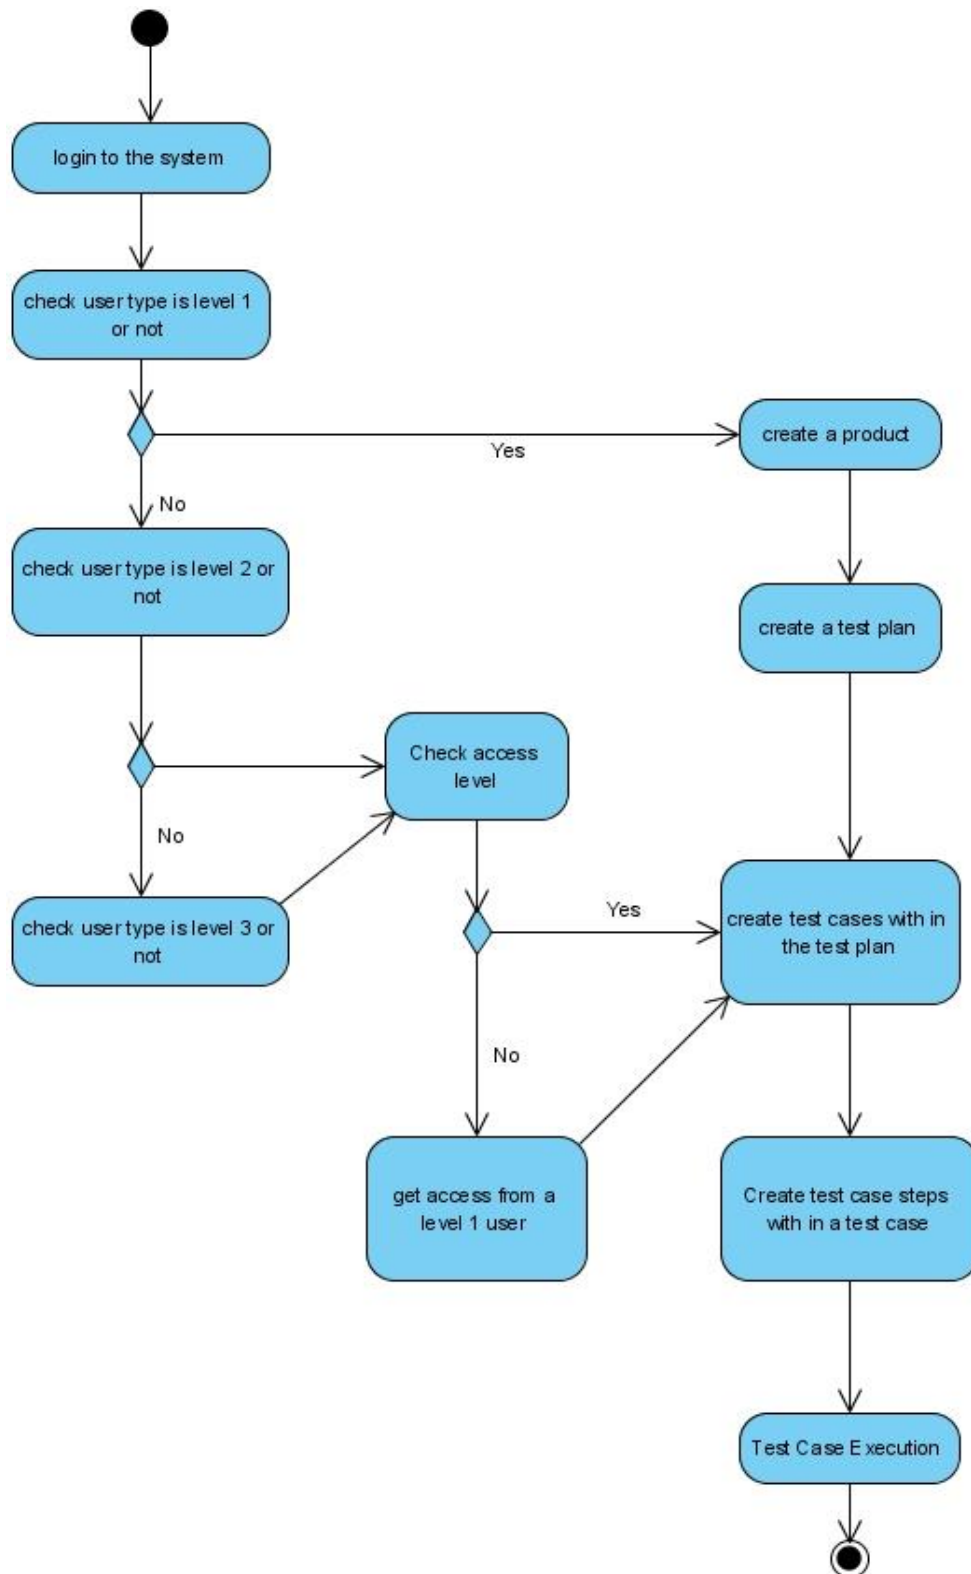 login to the system
check user type is level 1
or not
Yes
create a product
No
check user type is level 2 or
not
create a test plan
Check access
level
No
check user type is level 3 or
not
Yes
create test cases with in
the test plan
No
get access from a
level 1 user
Create test case steps
with in a test case
Test Case Execution